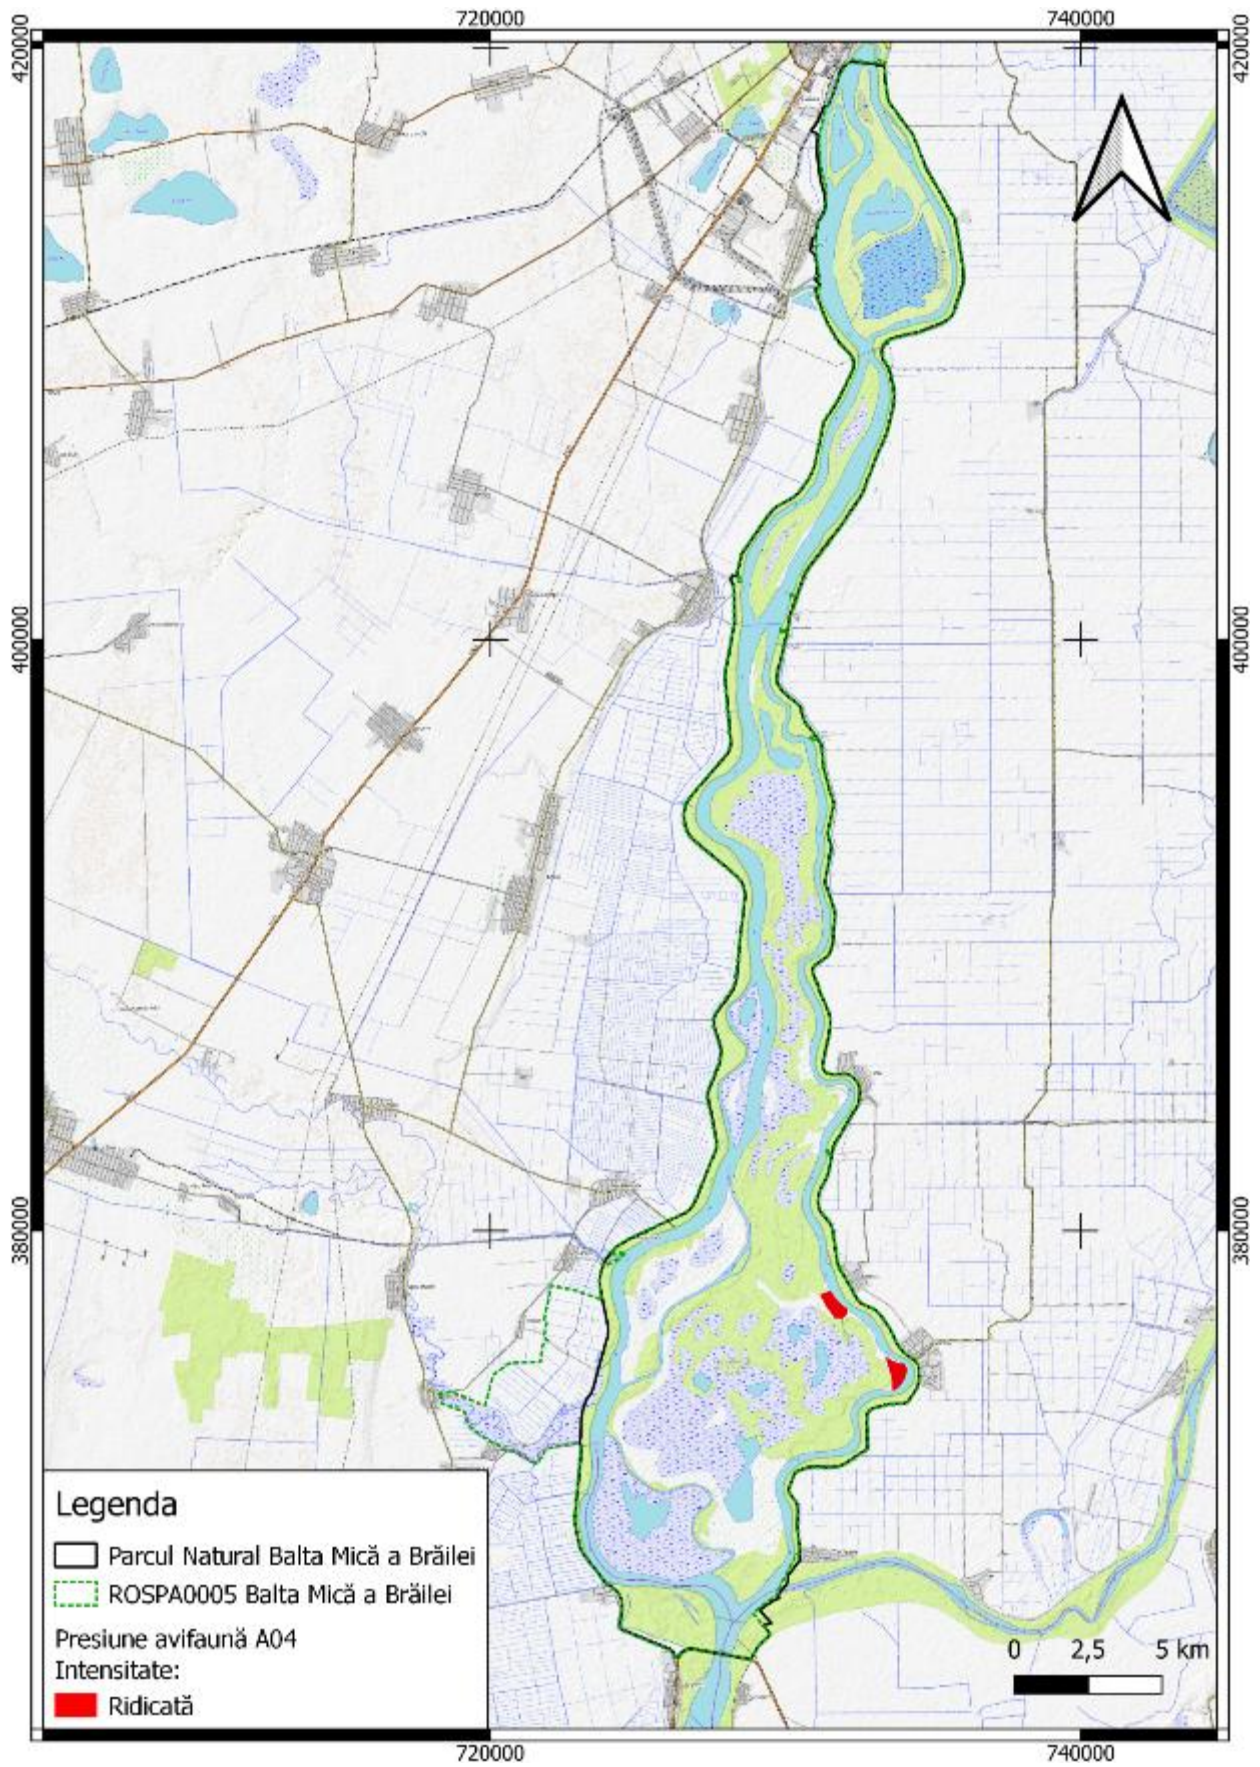 720000
740000
420000
420000
400000
400000
380000
380000
Legenda
Parcul Natural Balta Mică a Brăilei
ROSPA0005 Balta Mică a Brăilei
Presiune avifaună A04
Intensitate:
Ridicată
0 2,5 5 km
720000
740000